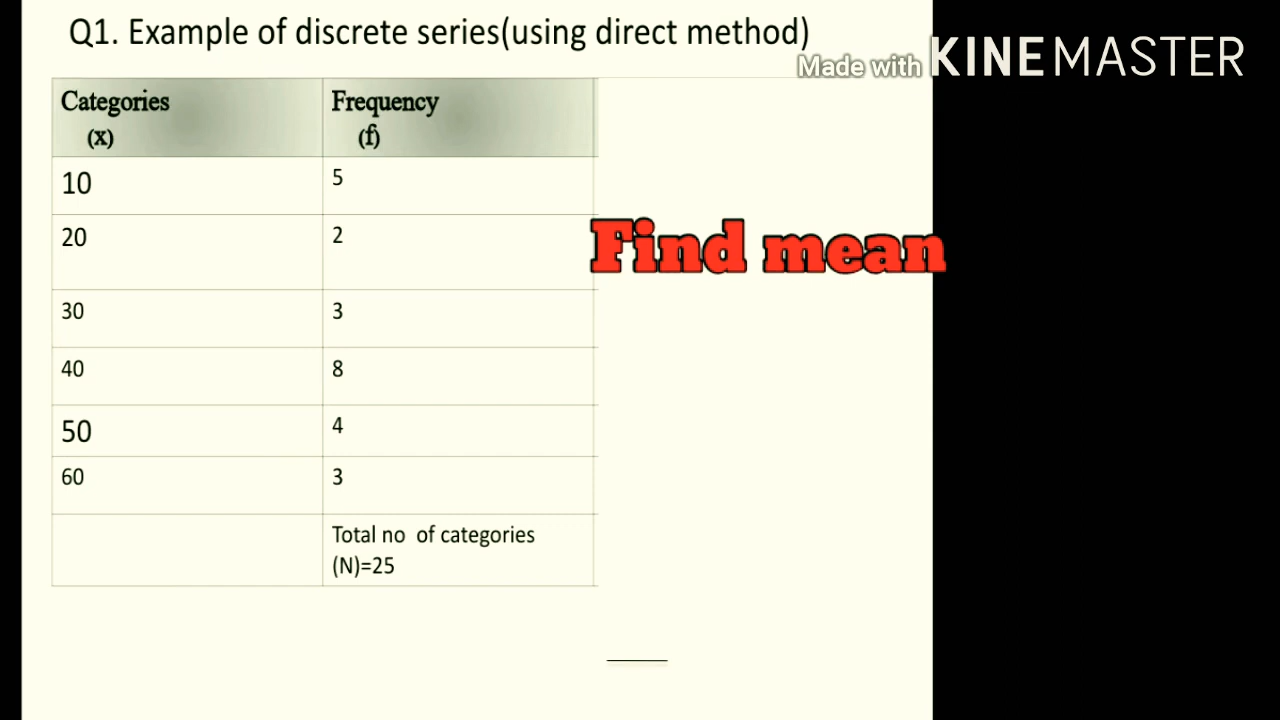 Q1. Example of discrete series(using direct method)
Made with KINEMASTER
Categories Frequency
(x) (f)
10 5
20 2
Find mean
30 3
40 8
50 4
60 3
Total no of categories
(N)=25